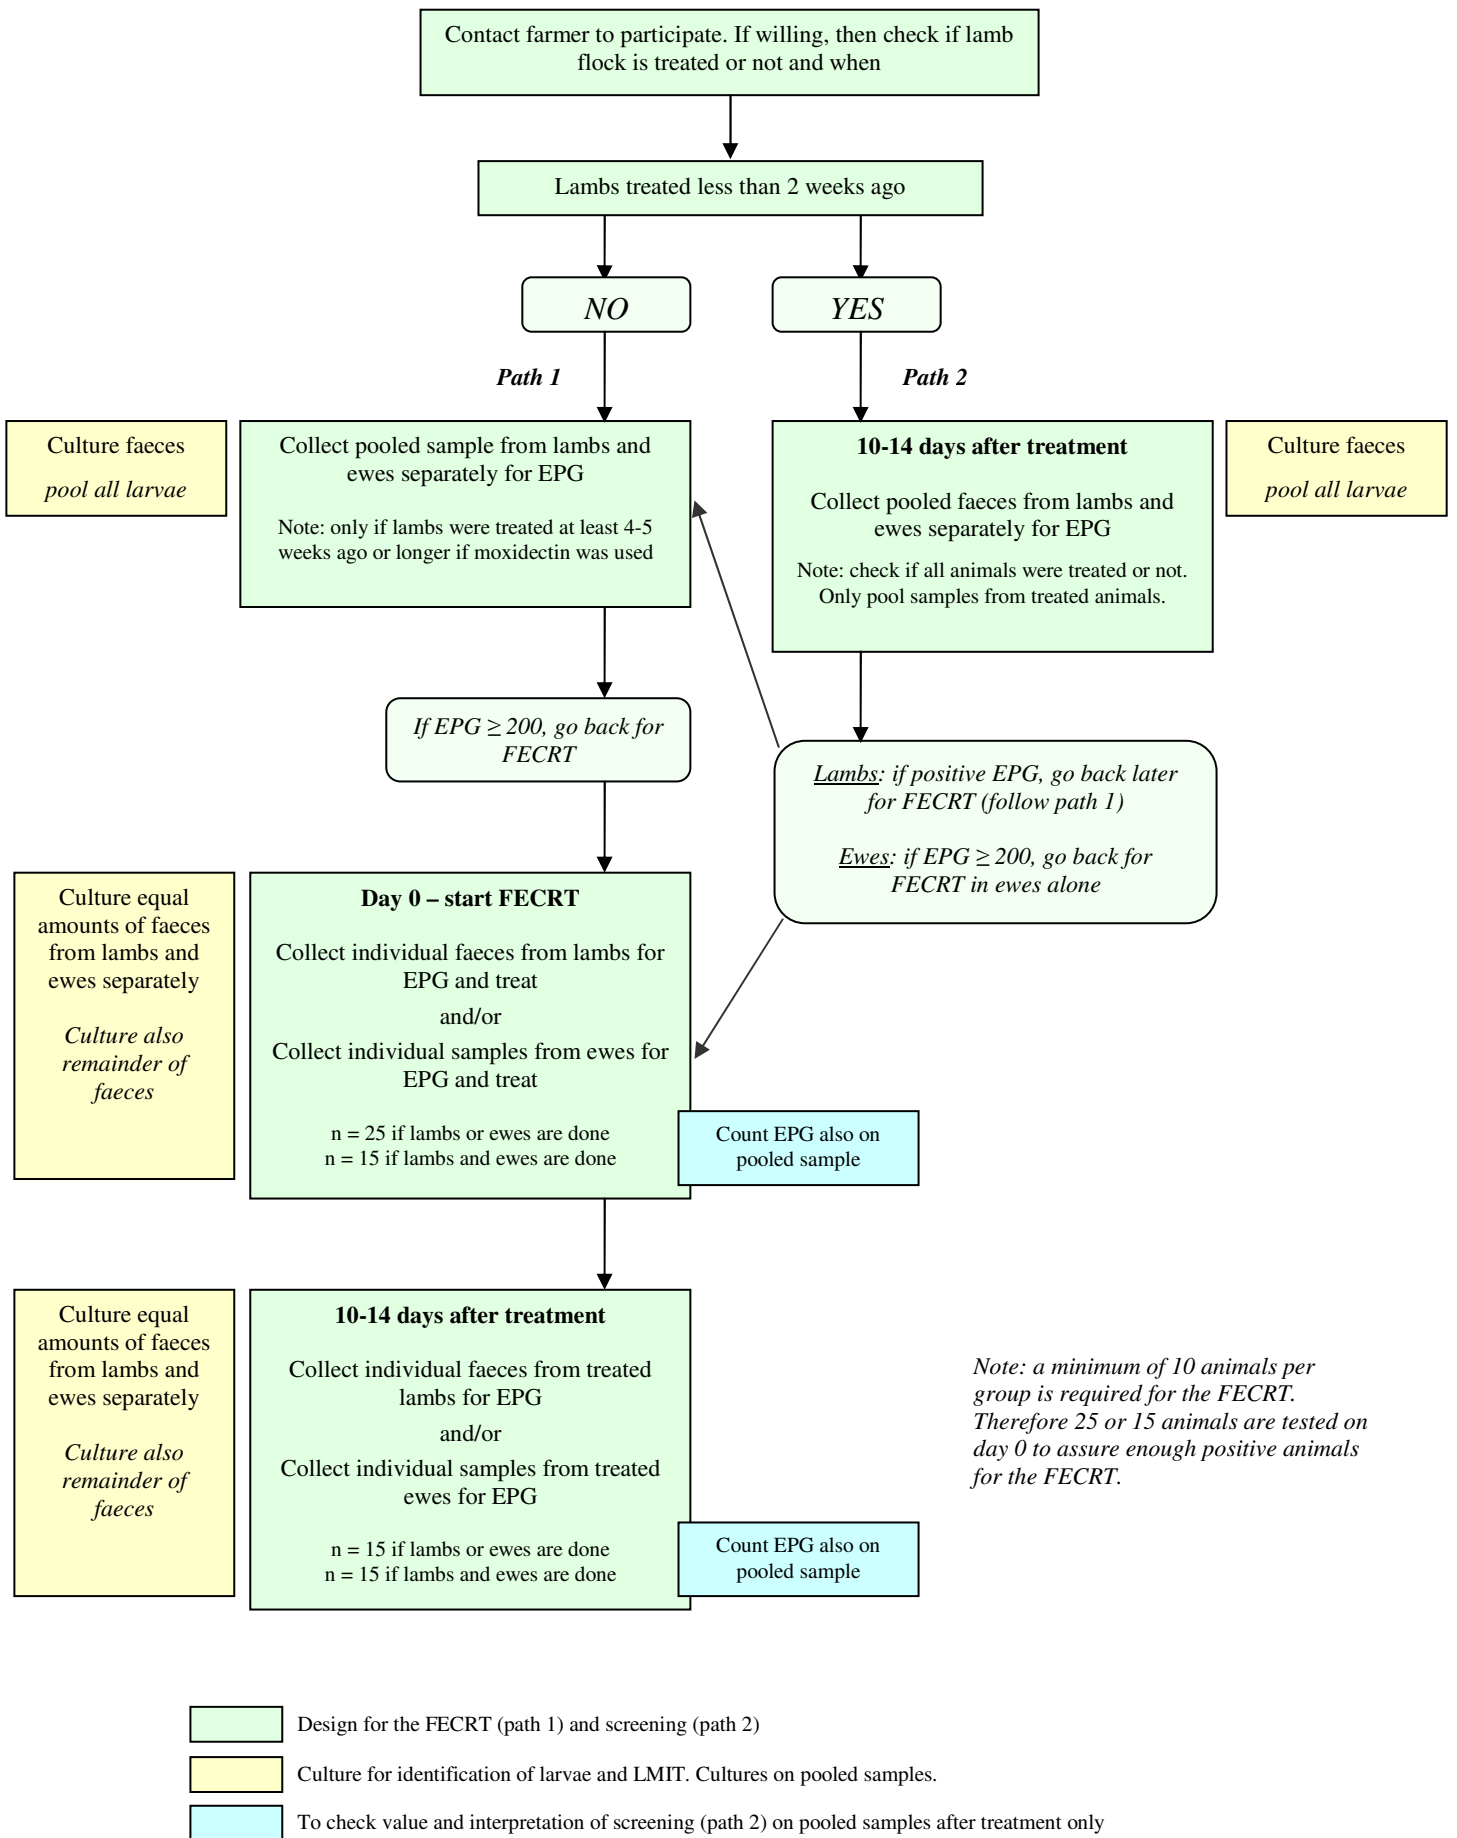 Contact farmer to participate. If willing, then check if lamb
flock is treated or not and when
Lambs treated less than 2 weeks ago
NO
YES
Path 1
Path 2
Culture faeces
pool all larvae
Collect pooled sample from lambs and
ewes separately for EPG
Note: only if lambs were treated at least 4-5
weeks ago or longer if moxidectin was used
10-14 days after treatment
Collect pooled faeces from lambs and
ewes separately for EPG
Note: check if all animals were treated or not.
Only pool samples from treated animals.
Culture faeces
pool all larvae
If EPG ≥ 200, go back for
FECRT
Lambs: if positive EPG, go back later
for FECRT (follow path 1)
Ewes: if EPG ≥ 200, go back for
FECRT in ewes alone
Culture equal
amounts of faeces
from lambs and
ewes separately
Culture also
remainder of
faeces
Day 0 – start FECRT
Collect individual faeces from lambs for
EPG and treat
and/or
Collect individual samples from ewes for
EPG and treat
n = 25 if lambs or ewes are done
n = 15 if lambs and ewes are done
Count EPG also on
pooled sample
Culture equal
amounts of faeces
from lambs and
ewes separately
Culture also
remainder of
faeces
10-14 days after treatment
Collect individual faeces from treated
lambs for EPG
and/or
Collect individual samples from treated
ewes for EPG
n = 15 if lambs or ewes are done
n = 15 if lambs and ewes are done
Count EPG also on
pooled sample
Note: a minimum of 10 animals per
group is required for the FECRT.
Therefore 25 or 15 animals are tested on
day 0 to assure enough positive animals
for the FECRT.
Design for the FECRT (path 1) and screening (path 2)
Culture for identification of larvae and LMIT. Cultures on pooled samples.
To check value and interpretation of screening (path 2) on pooled samples after treatment only